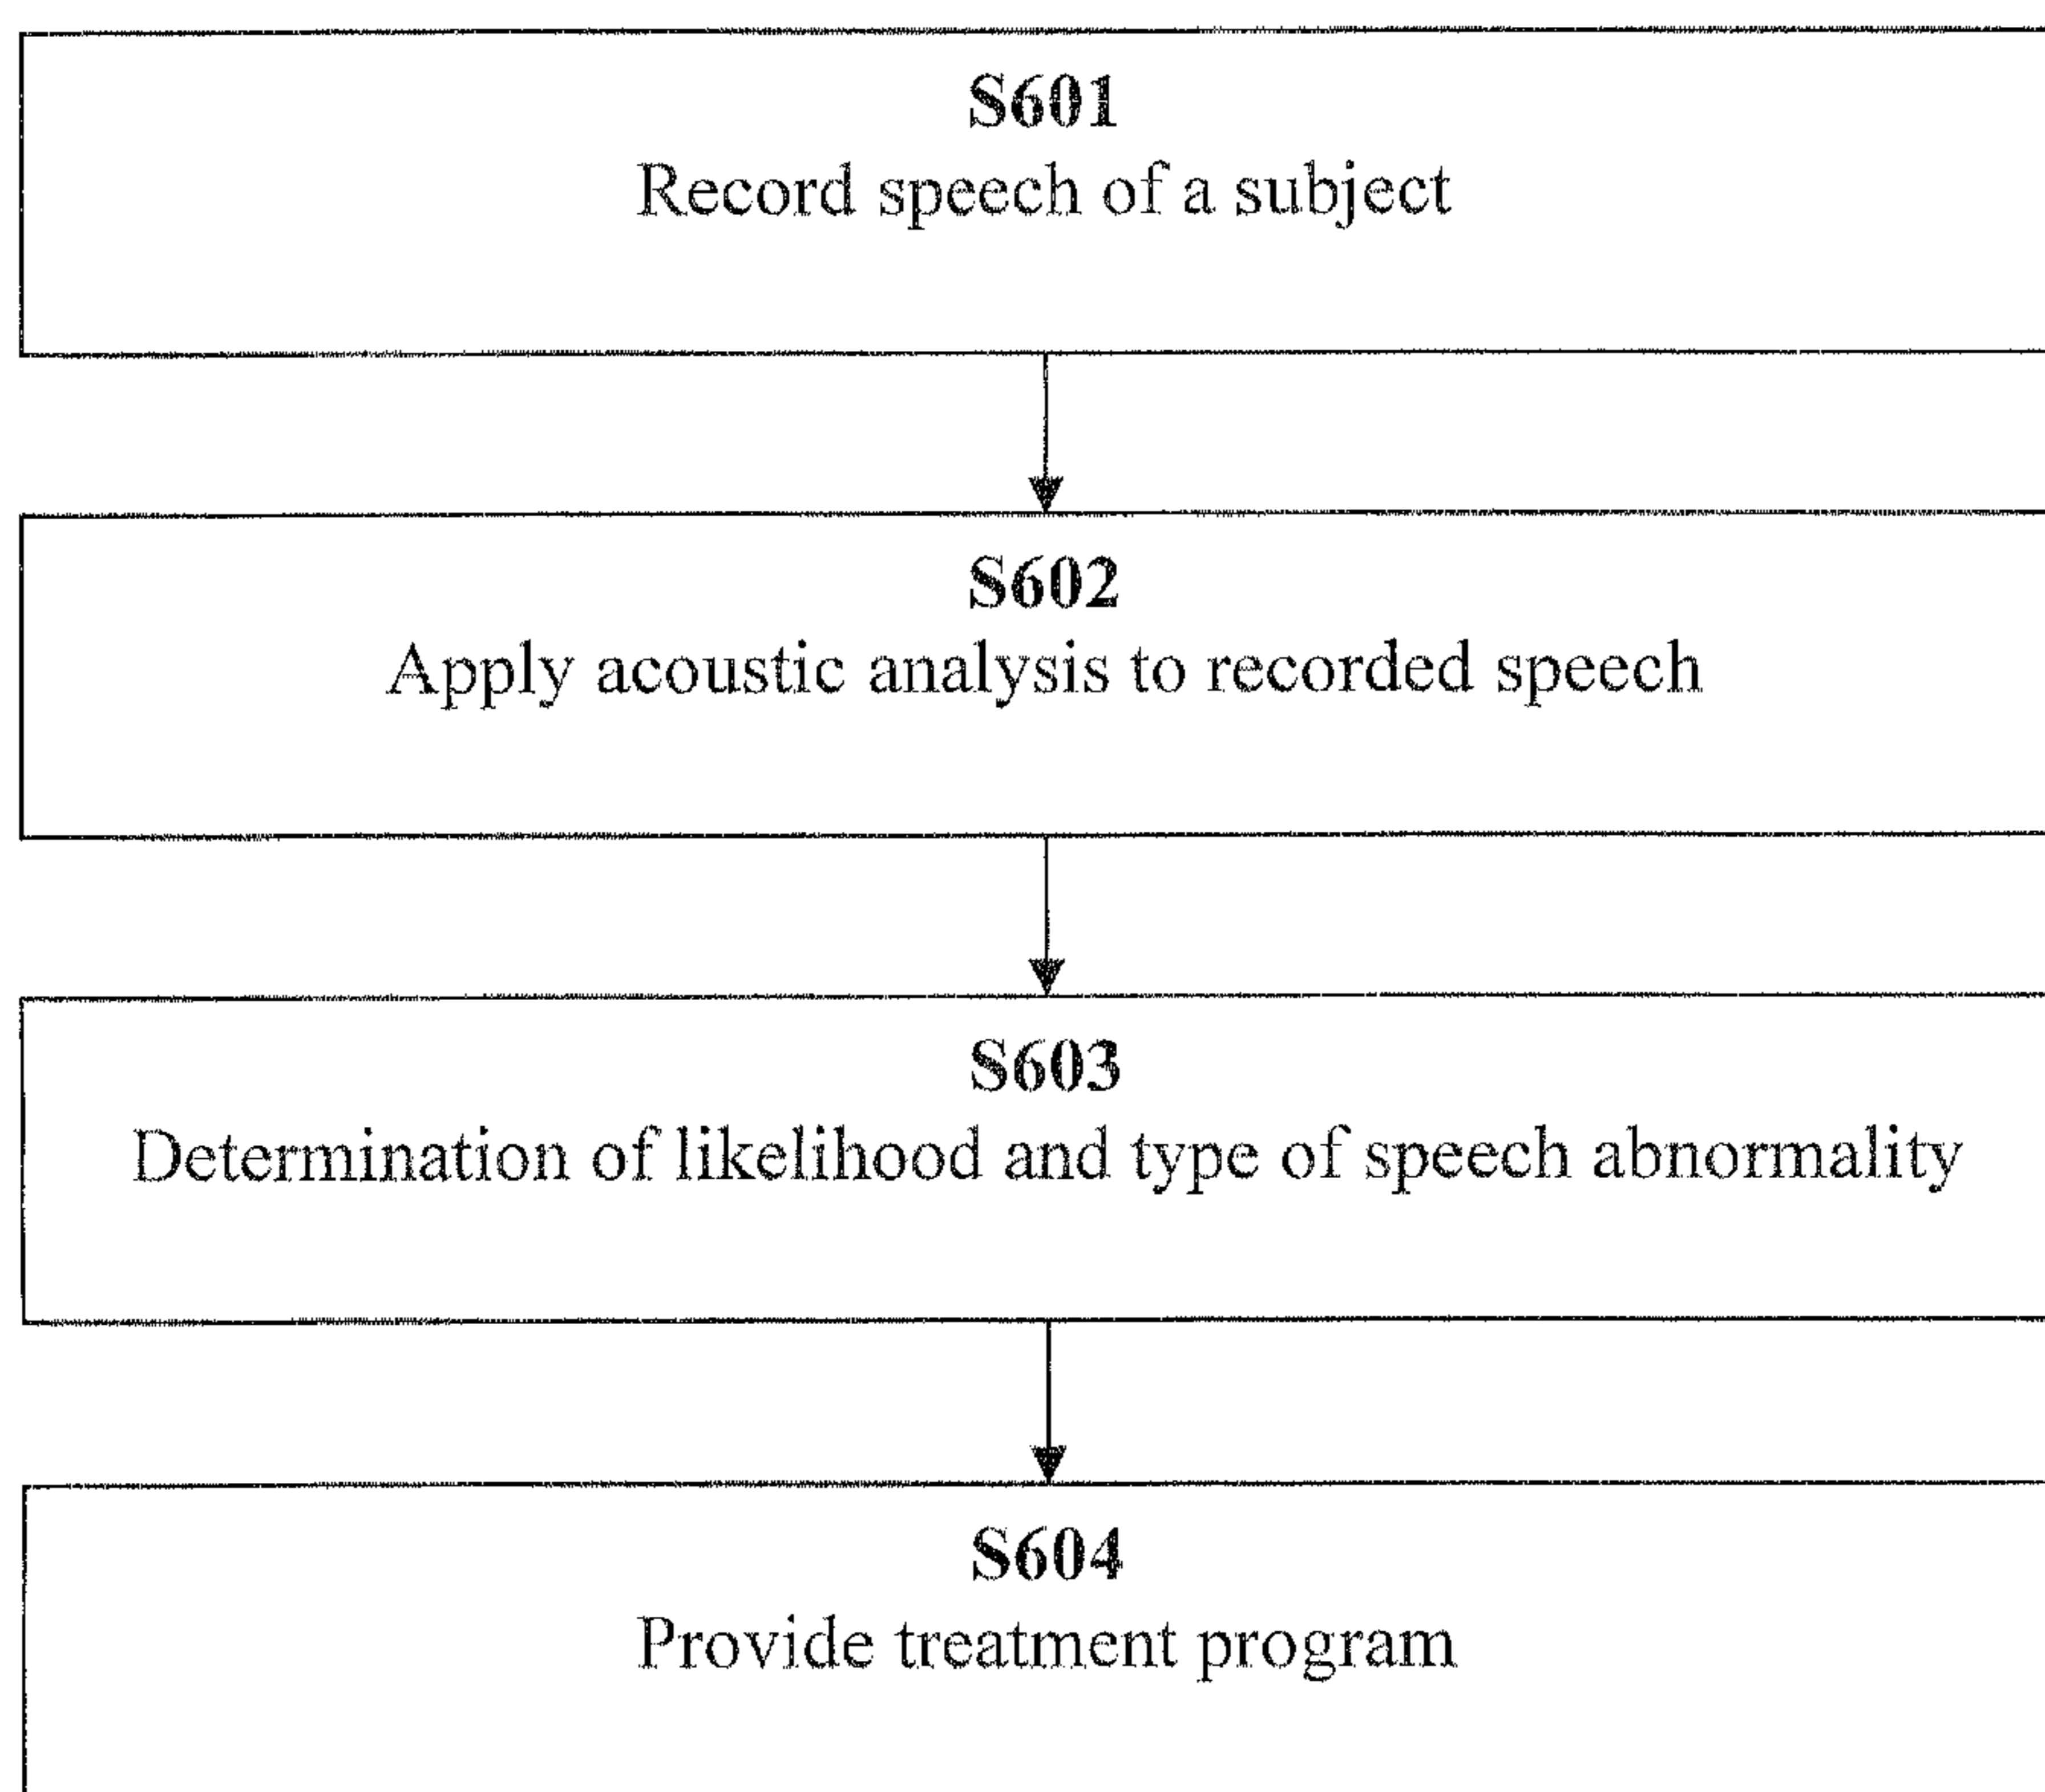 S601
Record speech of a subject
S602
Apply acoustic analysis to recorded speech
S603
Determination of likelihood and type of speech abnormality
S604
Provide treatment program